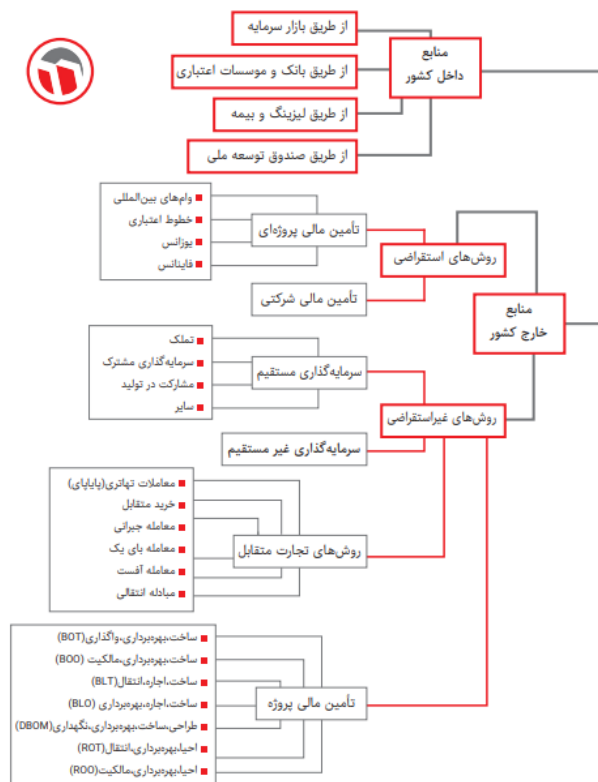 منابع
داخل کشور
از طریق بازار سرمایه
از طریق بانک و موسسات اعتباری
از طریق لیزینگ و بیمه
از طریق صندوق توسعه ملی
منابع
خارج کشور
روش‌های استقراضی
تأمین مالی پروژه‌ای
وام‌های بین‌المللی
خطوط اعتباری
یوزانس
فاینانس
تأمین مالی شرکتی
روش‌های غیراستقراضی
سرمایه‌گذاری مستقیم
تملک
سرمایه‌گذاری مشترک
مشارکت در تولید
سایر
سرمایه‌گذاری غیر مستقیم
روش‌های تجارت متقابل
معاملات تهاتری(پایاپای)
خرید متقابل
معامله جبرانی
معامله بای یک
معامله آفست
مبادله انتقالی
تأمین مالی پروژه
ساخت،بهره‌برداری،واگذاری(BOT)
ساخت،بهره‌برداری،مالکیت (BOO)
ساخت،اجاره،انتقال(BLT)
ساخت،اجاره،بهره‌برداری (BLO)
طراحی،ساخت،بهره‌برداری،نگهداری(DBOM)
احیا،بهره‌برداری،انتقال(ROT)
احیا،بهره‌برداری،مالکیت(ROO)